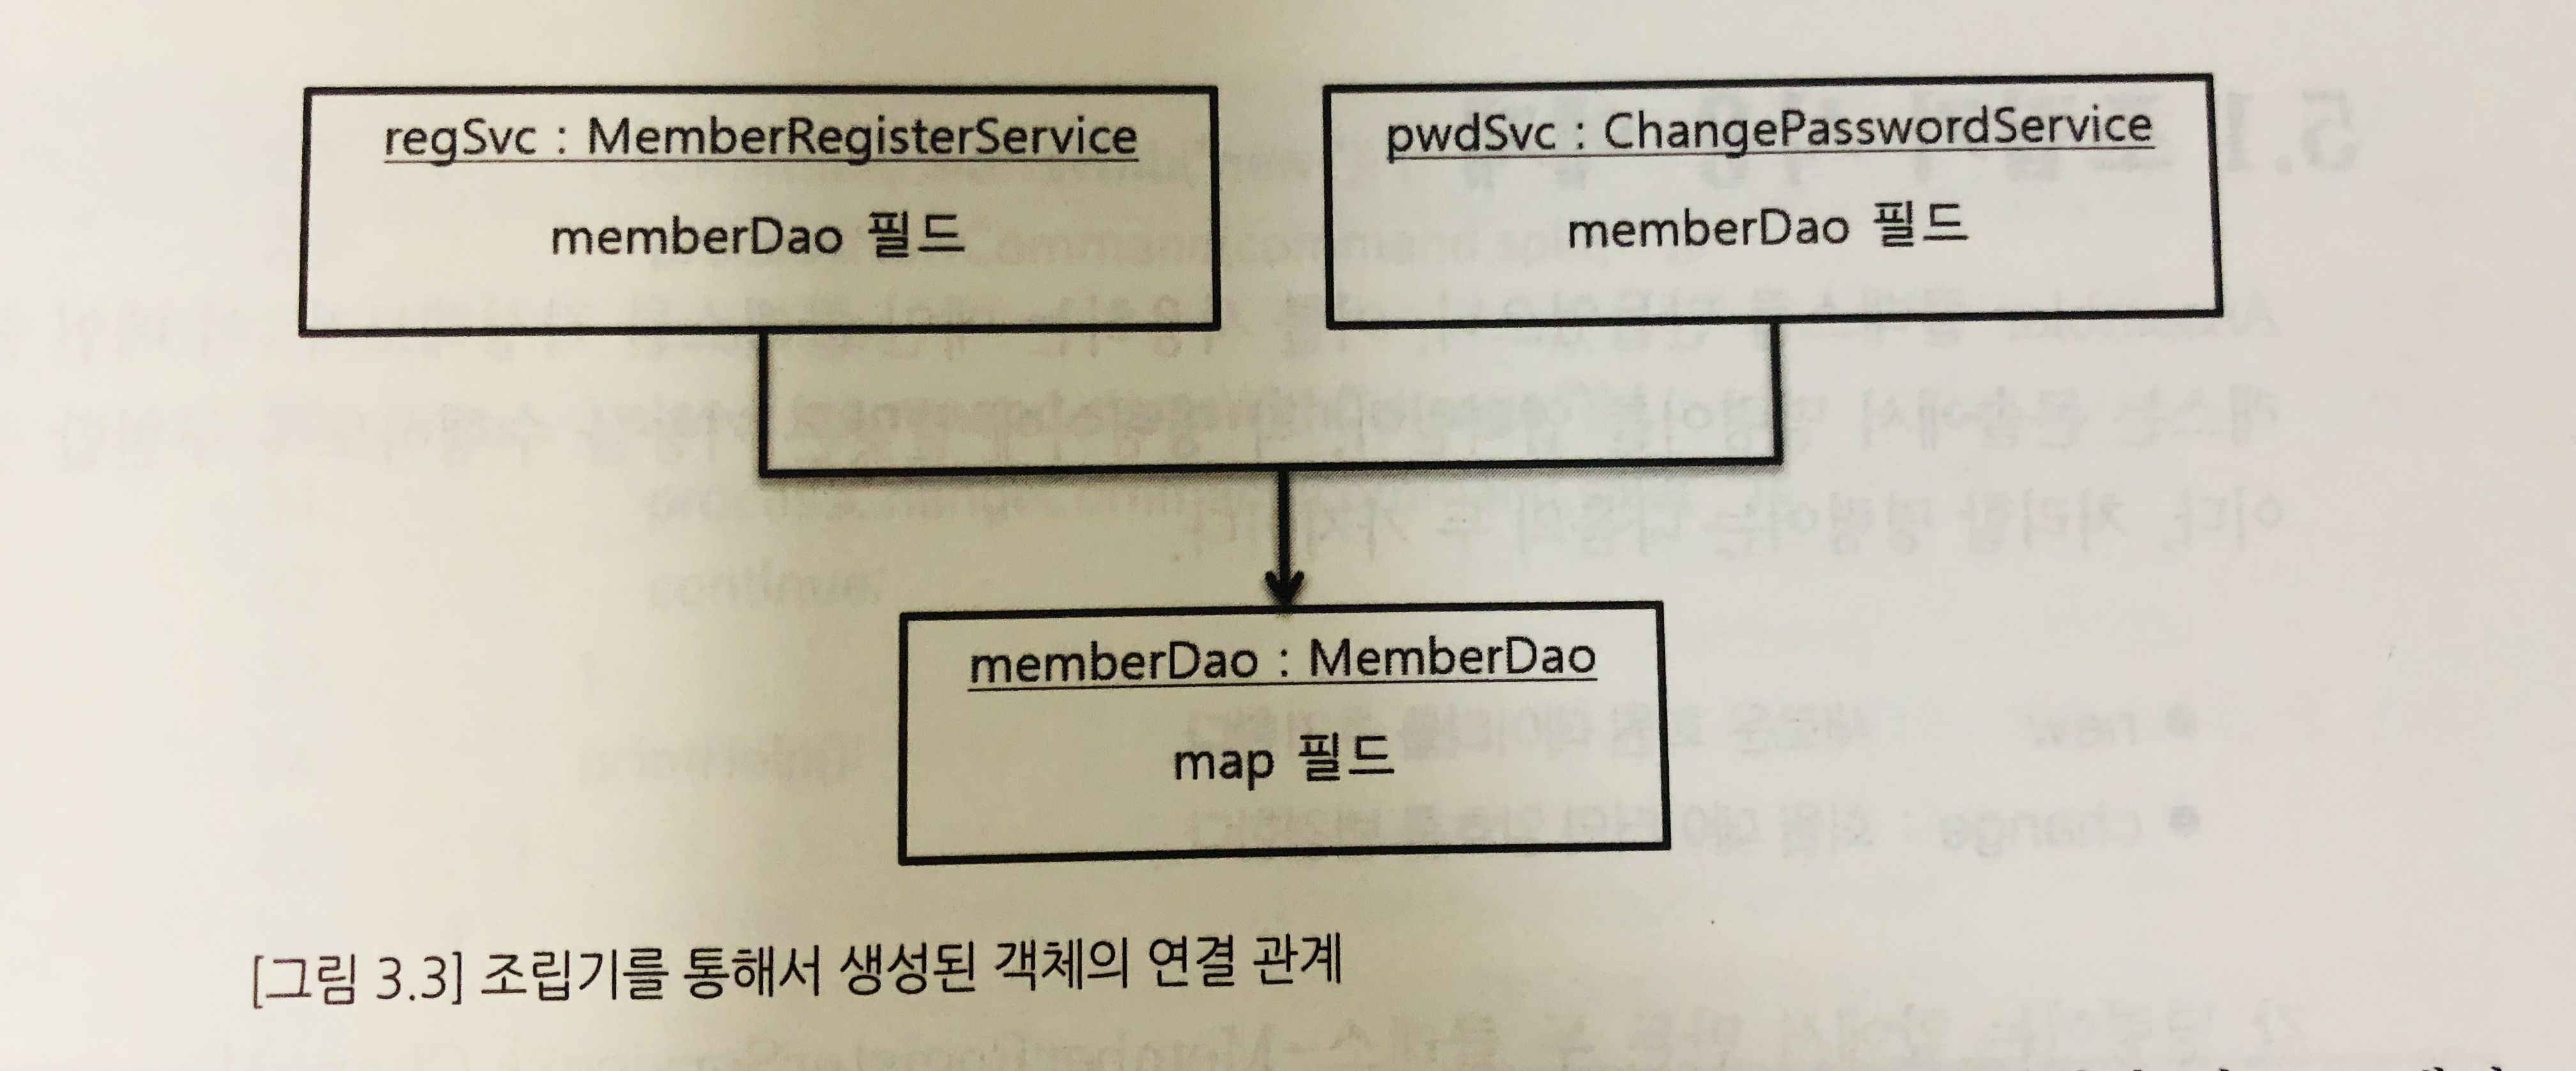 regSvc : MemberRegisterService
memberDao 필드
pwdSvc : ChangePasswordService
memberDao 필드
memberDao : MemberDao
map 필드
[그림 3.3] 조립기를 통해서 생성된 객체의 연결 관계